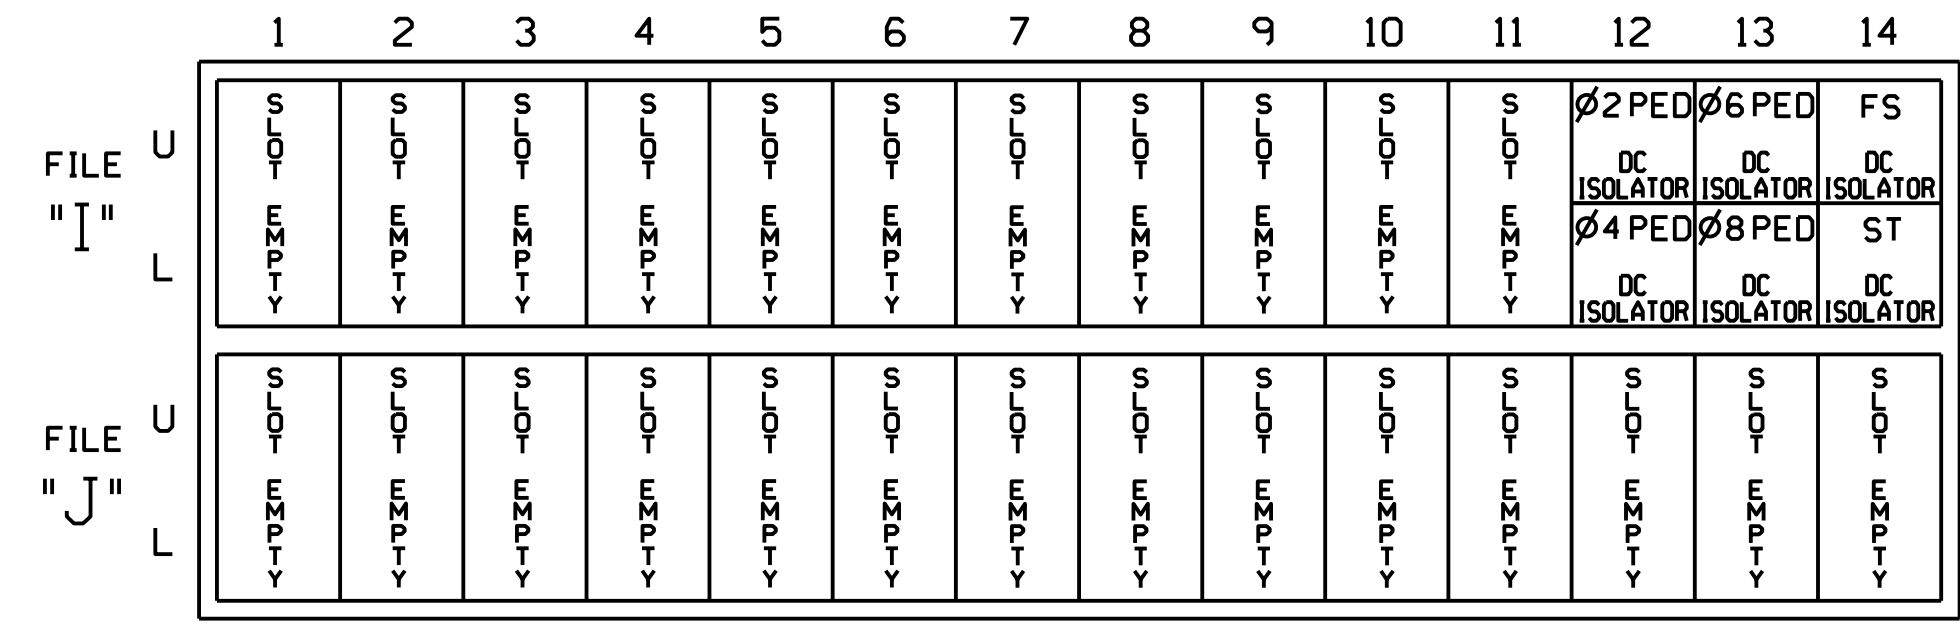 1 2 3 4 5 6 7 8 9 10 11 12 13 14
FILE "I"
U
L
SLOT EMPTY
SLOT EMPTY
SLOT EMPTY
SLOT EMPTY
SLOT EMPTY
SLOT EMPTY
SLOT EMPTY
SLOT EMPTY
SLOT EMPTY
SLOT EMPTY
SLOT EMPTY
Ø2 PED
DC
ISOLATOR
Ø4 PED
DC
ISOLATOR
Ø6 PED
DC
ISOLATOR
Ø8 PED
DC
ISOLATOR
FS
DC
ISOLATOR
ST
DC
ISOLATOR
FILE "J"
U
L
SLOT EMPTY
SLOT EMPTY
SLOT EMPTY
SLOT EMPTY
SLOT EMPTY
SLOT EMPTY
SLOT EMPTY
SLOT EMPTY
SLOT EMPTY
SLOT EMPTY
SLOT EMPTY
SLOT EMPTY
SLOT EMPTY
SLOT EMPTY